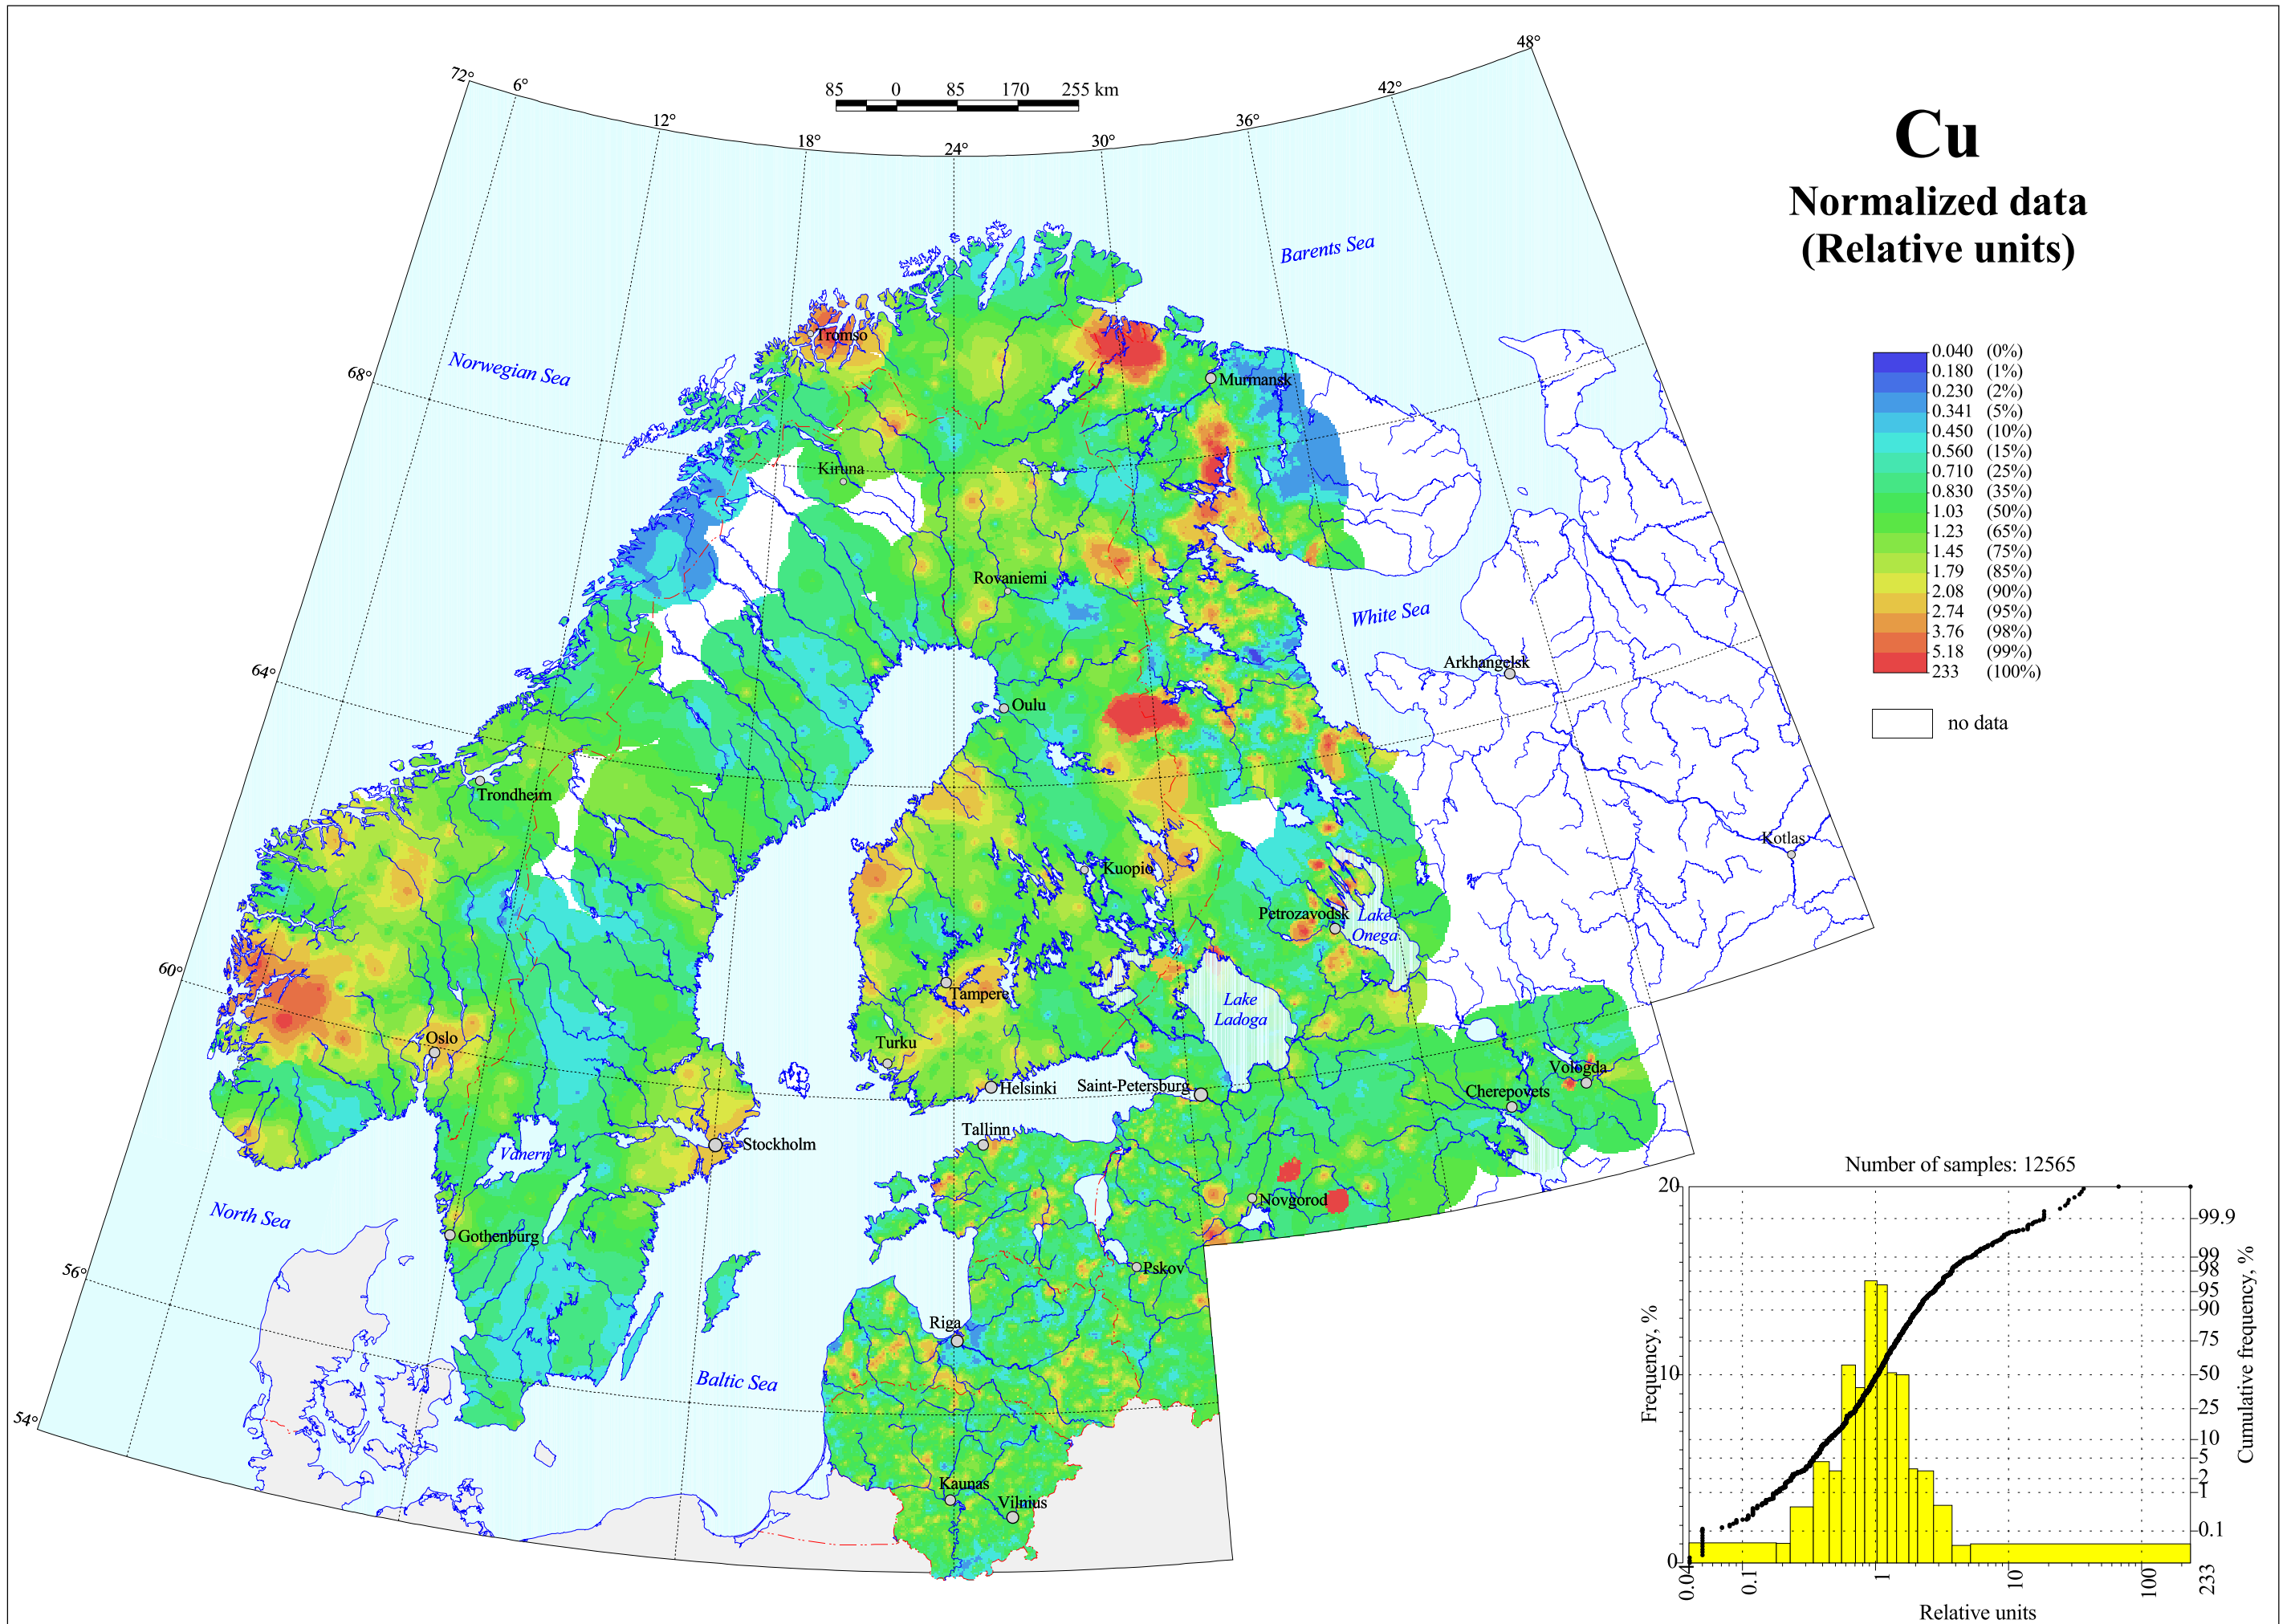 48°
72°
6°
42°
85 0 85 170 255 km
12°
36°
18°
30°
24°
Cu
Normalized data
(Relative units)
Barents Sea
Tromso
Norwegian Sea
68°
Murmansk
0.040 (0%)
0.180 (1%)
0.230 (2%)
0.341 (5%)
0.450 (10%)
0.560 (15%)
0.710 (25%)
0.830 (35%)
1.03 (50%)
1.23 (65%)
1.45 (75%)
1.79 (85%)
2.08 (90%)
2.74 (95%)
3.76 (98%)
5.18 (99%)
233 (100%)
no data
Kiruna
Rovaniemi
White Sea
Arkhangelsk
64°
Oulu
Trondheim
Kotlas
Kuopio
Petrozavodsk
Lake
Onega
60°
Tampere
Lake
Ladoga
Oslo
Turku
Vologda
Helsinki
Saint-Petersburg
Cherepovets
Tallinn
Stockholm
Vanern
Novgorod
North Sea
Gothenburg
Pskov
56°
Riga
Baltic Sea
54°
Kaunas
Vilnius
Number of samples: 12565
20
10
0
Frequency, %
99.9
99
98
95
90
75
50
25
10
5
2
1
0.1
Cumulative frequency, %
0.04 0.1 1 10 100 233
Relative units